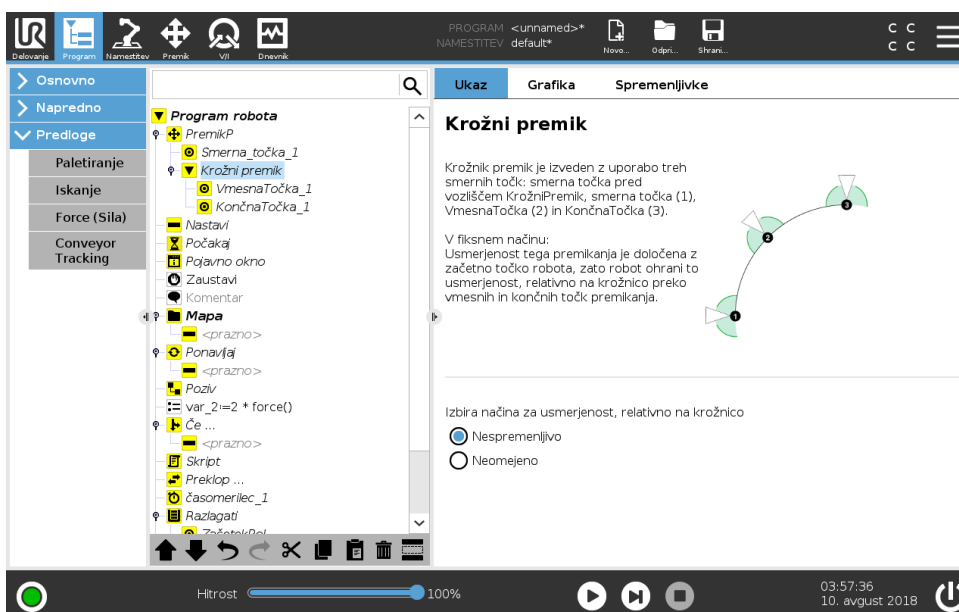 PROGRAM <unnamed>*
NAMESTITEV default*
Delovanje
Program
Namestitev
Premik
V/I
Dnevnik
Novo...
Odpri...
Shrani...
C C
C C
Osnovno
Napredno
Predloge
Paletiranje
Iskanje
Force (Sila)
Conveyor
Tracking
Program robota
PremikP
Smerna_točka_1
Krožni premik
VmesnaTočka_1
KončnaTočka_1
Nastavi
Počakaj
Pojavno okno
Zaustavi
Komentar
Mapa
<prazno>
Ponavljaj
<prazno>
Poziv
var_2:=2 * force()
Če ...
<prazno>
Skript
Preklop ...
časomerilec_1
Razlagati
Ukaz
Grafika
Spremenljivke
Krožni premik
Krožnik premik je izveden z uporabo treh
smernih točk: smerna točka pred
vozliščem KrožniPremik, smerna točka (1),
VmesnaTočka (2) in KončnaTočka (3).
V fiksnem načinu:
Usmerjenost tega premikanja je določena z
začetno točko robota, zato robot ohrani to
usmerjenost, relativno na krožnico preko
vmesnih in končnih točk premikanja.
1
2
3
Izbira načina za usmerjenost, relativno na krožnico
Nespremenljivo
Neomejeno
Hitrost
100%
03:57:36
10. avgust 2018